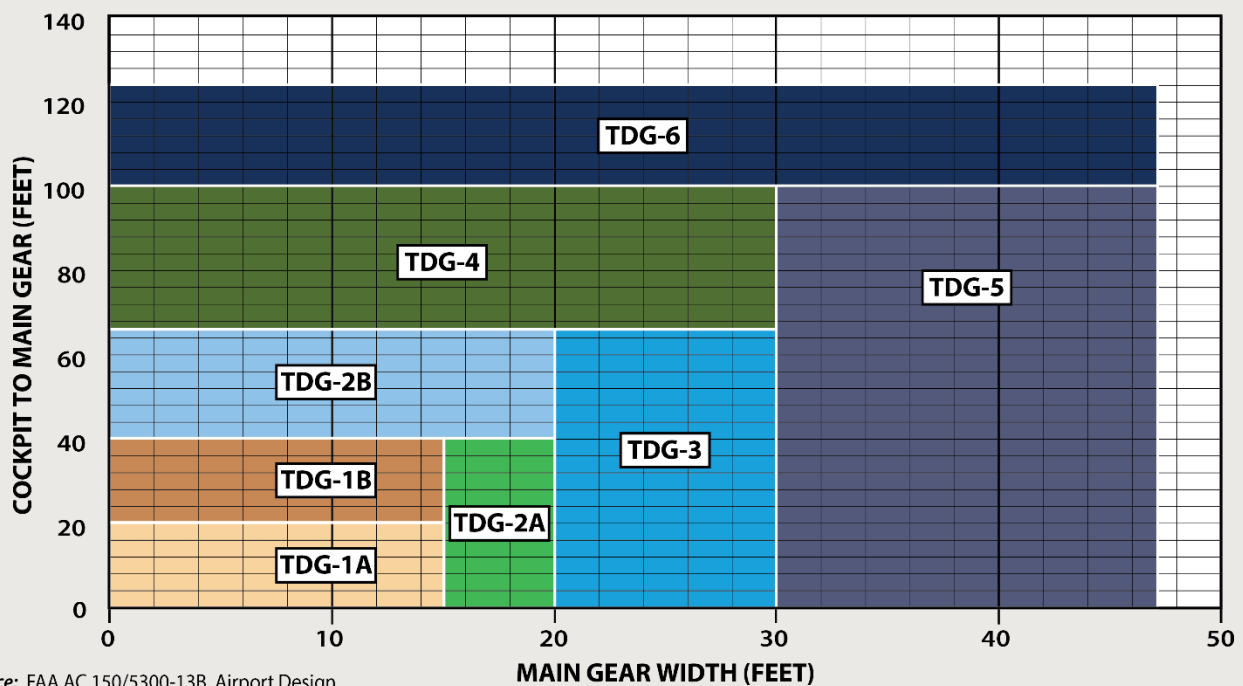 140
120
100
80
60
40
20
0
COCKPIT TO MAIN GEAR (FEET)
TDG-6
TDG-4
TDG-5
TDG-2B
TDG-3
TDG-1B
TDG-2A
TDG-1A
0 10 20 30 40 50
MAIN GEAR WIDTH (FEET)
FAA AC 150/5300-13B, Airport Design